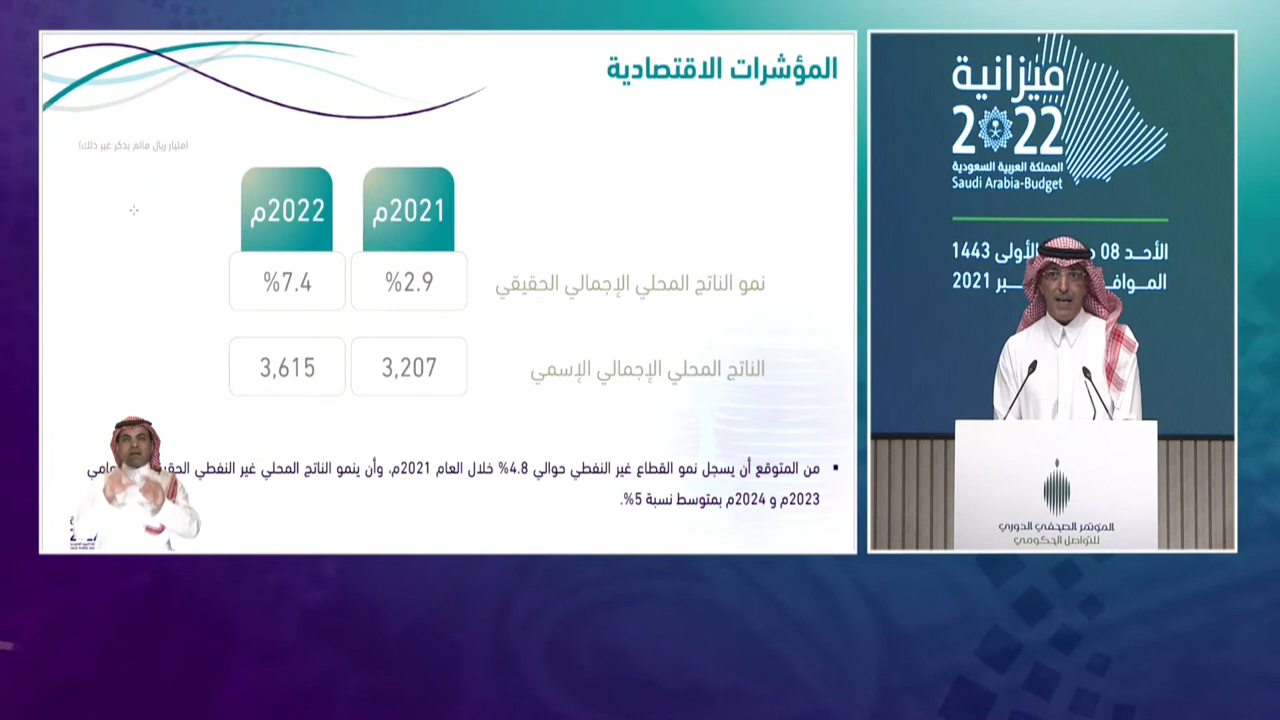 المؤشرات الاقتصادية
(مليار ريال مالم يذكر غير ذلك)
2021م
2022م
نمو الناتج المحلي الإجمالي الحقيقي
%2.9
%7.4
الناتج المحلي الإجمالي الإسمي
3,207
3,615
▪ من المتوقع أن يسجل نمو القطاع غير النفطي حوالي 4.8% خلال العام 2021م، وأن ينمو الناتج المحلي غير النفطي
2023م و 2024م بمتوسط نسبة 5%.
ميزانية
2022
المملكة العربية السعودية
Saudi Arabia-Budget
الأحـد 08 الأولى 1443
2021
المؤتمر الصحفي الدوري
للتواصل الحكومي